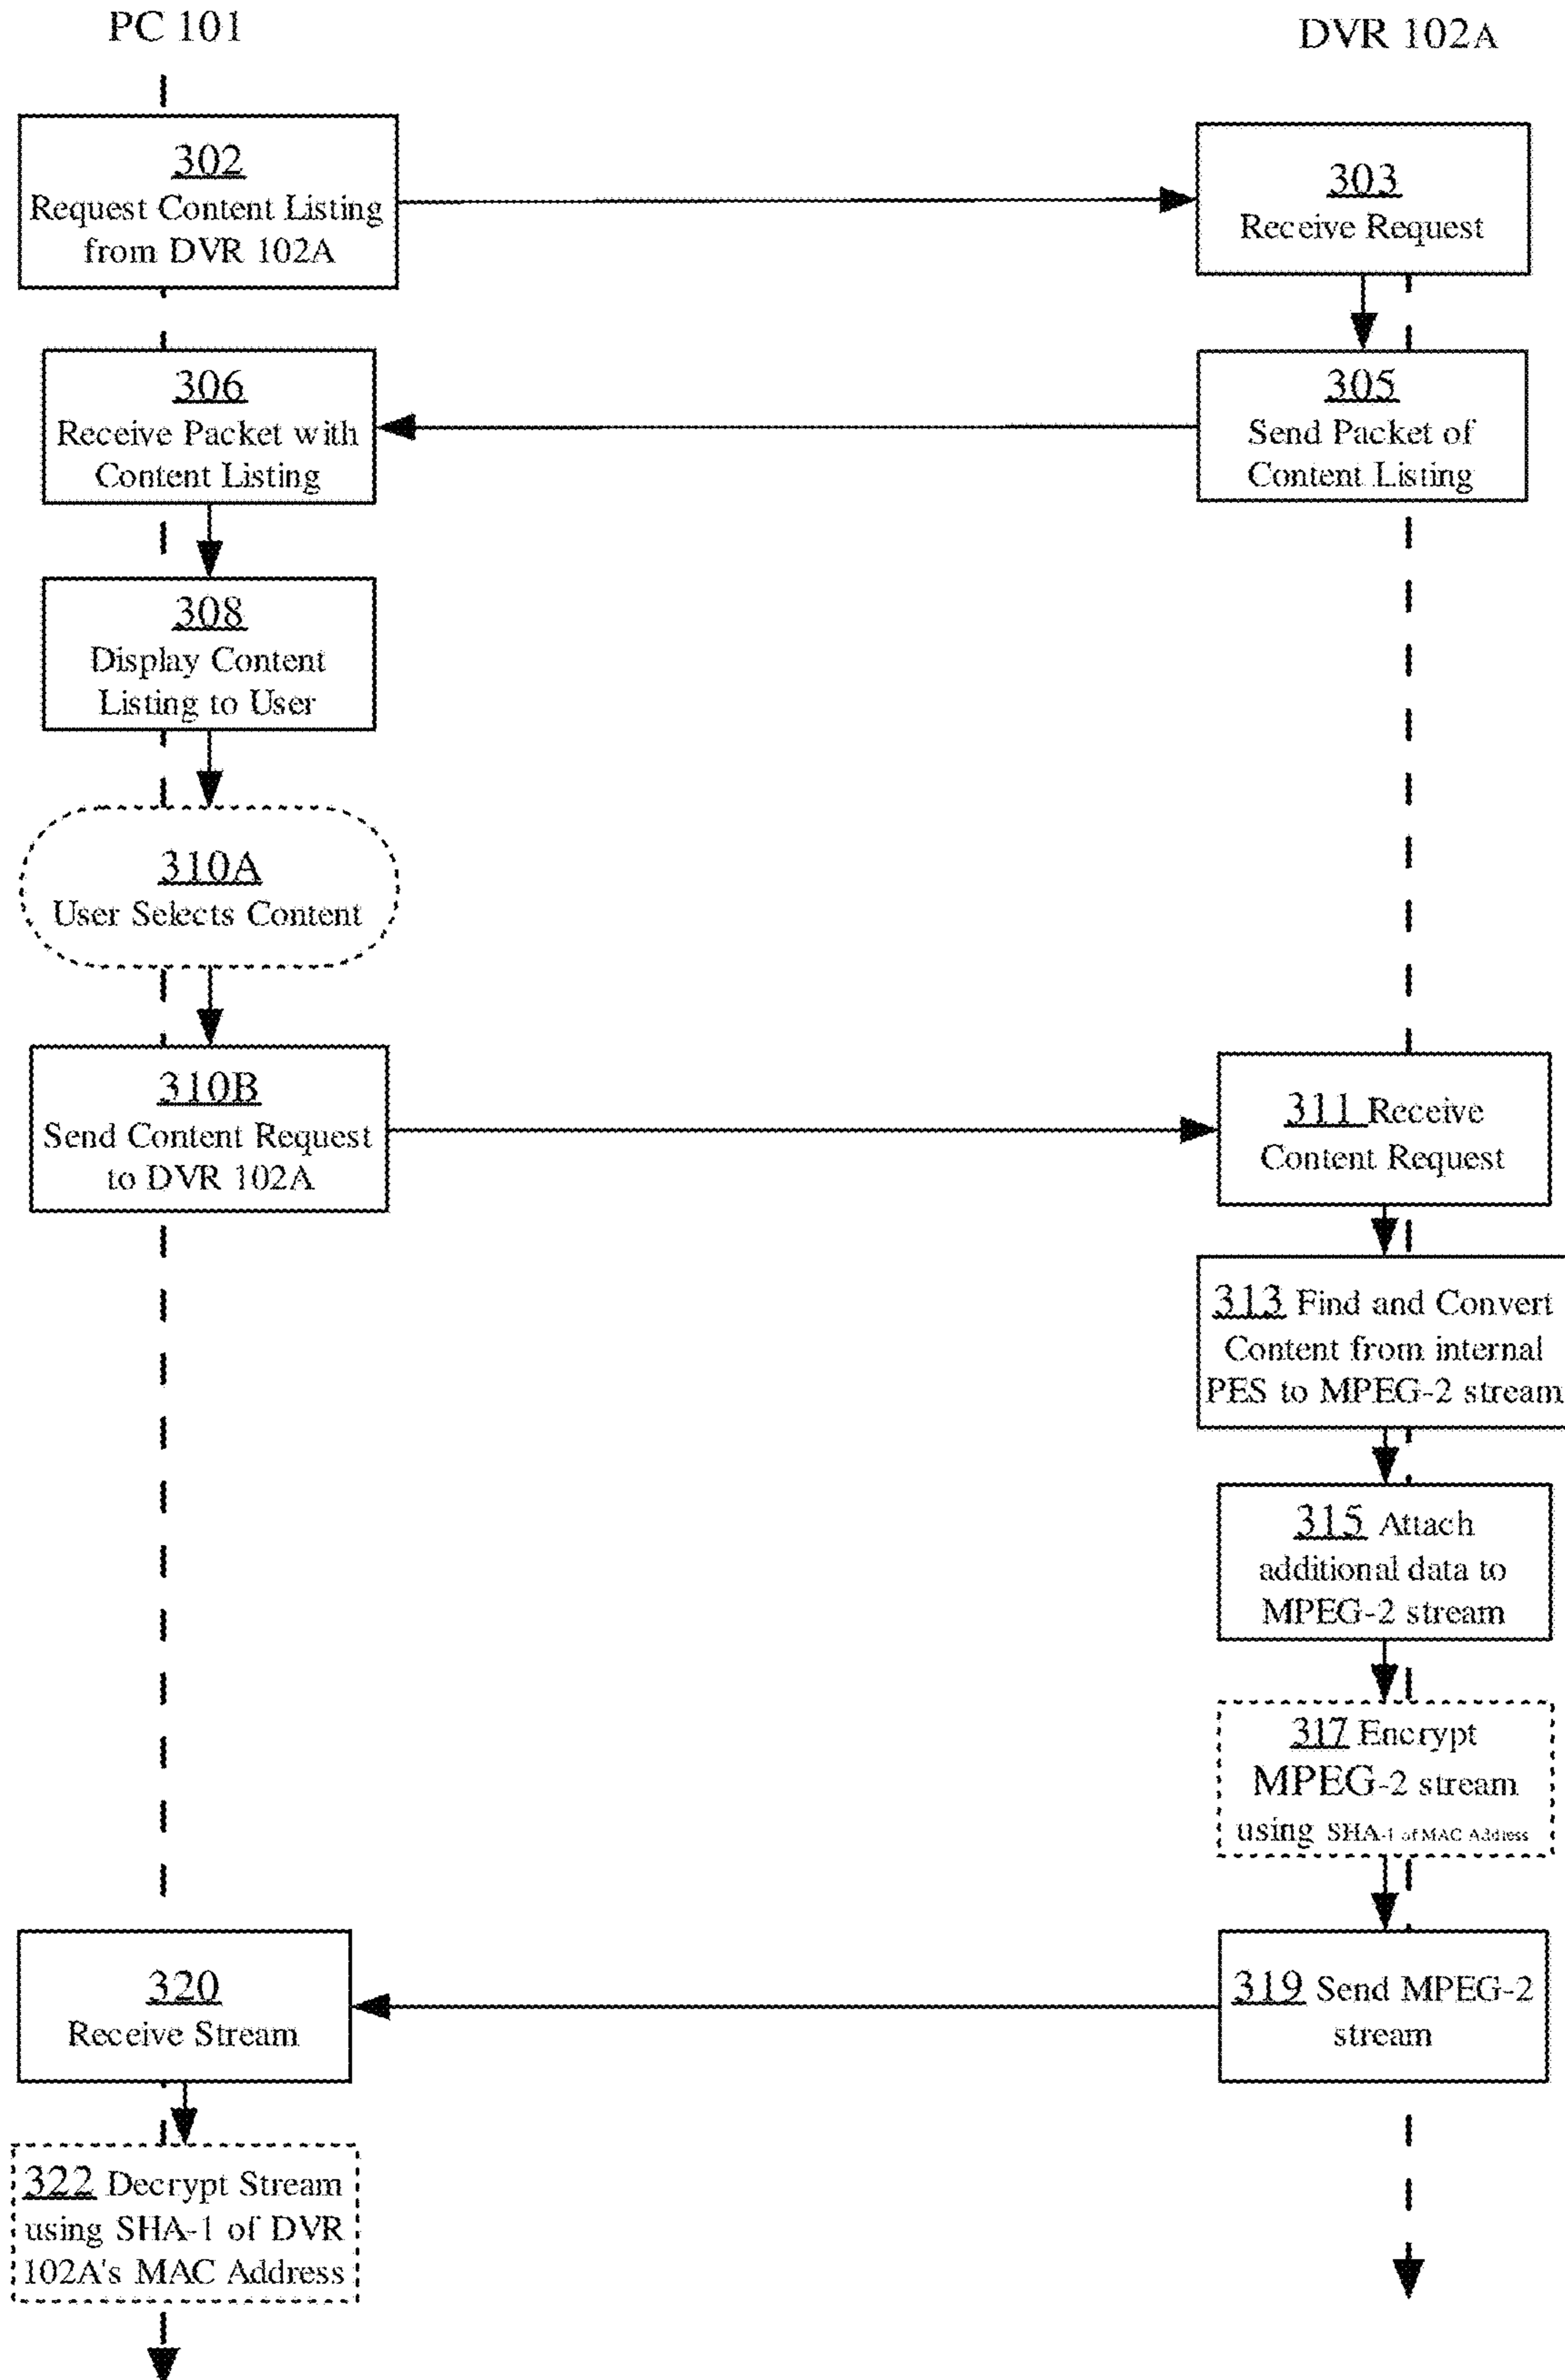 PC 101
DVR 102A
302
Request Content Listing
from DVR 102A
303
Receive Request
306
Receive Packet with
Content Listing
305
Send Packet of
Content Listing
308
Display Content
Listing to User
310A
User Selects Content
310B
Send Content Request
to DVR 102A
311 Receive
Content Request
313 Find and Convert
Content from internal
PES to MPEG-2 stream
315 Attach
additional data to
MPEG-2 stream
317 Encrypt
MPEG-2 stream
using SHA-1 of MAC Address
320
Receive Stream
319 Send MPEG-2
stream
322 Decrypt Stream
using SHA-1 of DVR
102A's MAC Address